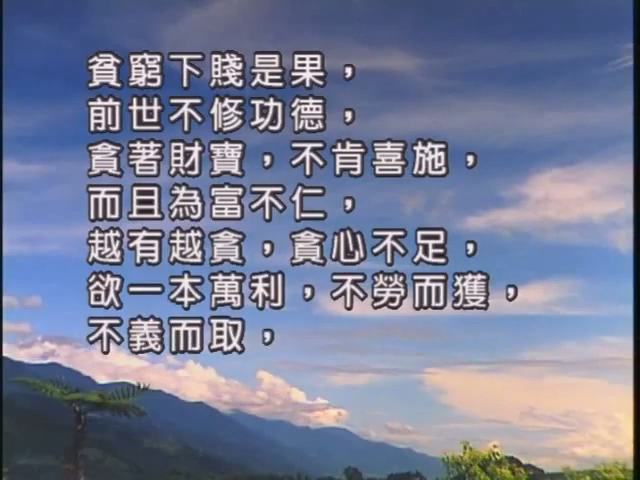 貧窮下賤是果，
前世不修功德，
貪著財寶，不肯喜施，
而且為富不仁，
越有越貪，貪心不足，
欲一本萬利，不勞而獲，
不義而取，